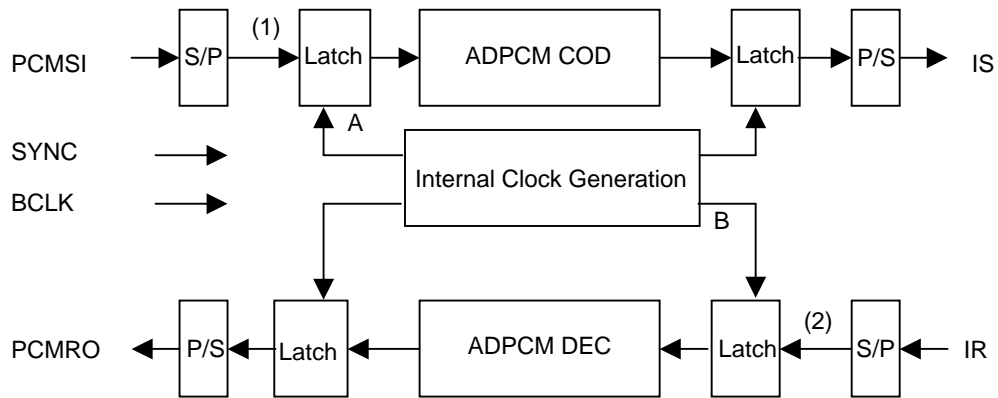 (1)
PCMSI S/P Latch ADPCM COD Latch P/S IS
A
SYNC
Internal Clock Generation
BCLK
B
(2)
PCMRO P/S Latch ADPCM DEC Latch S/P IR